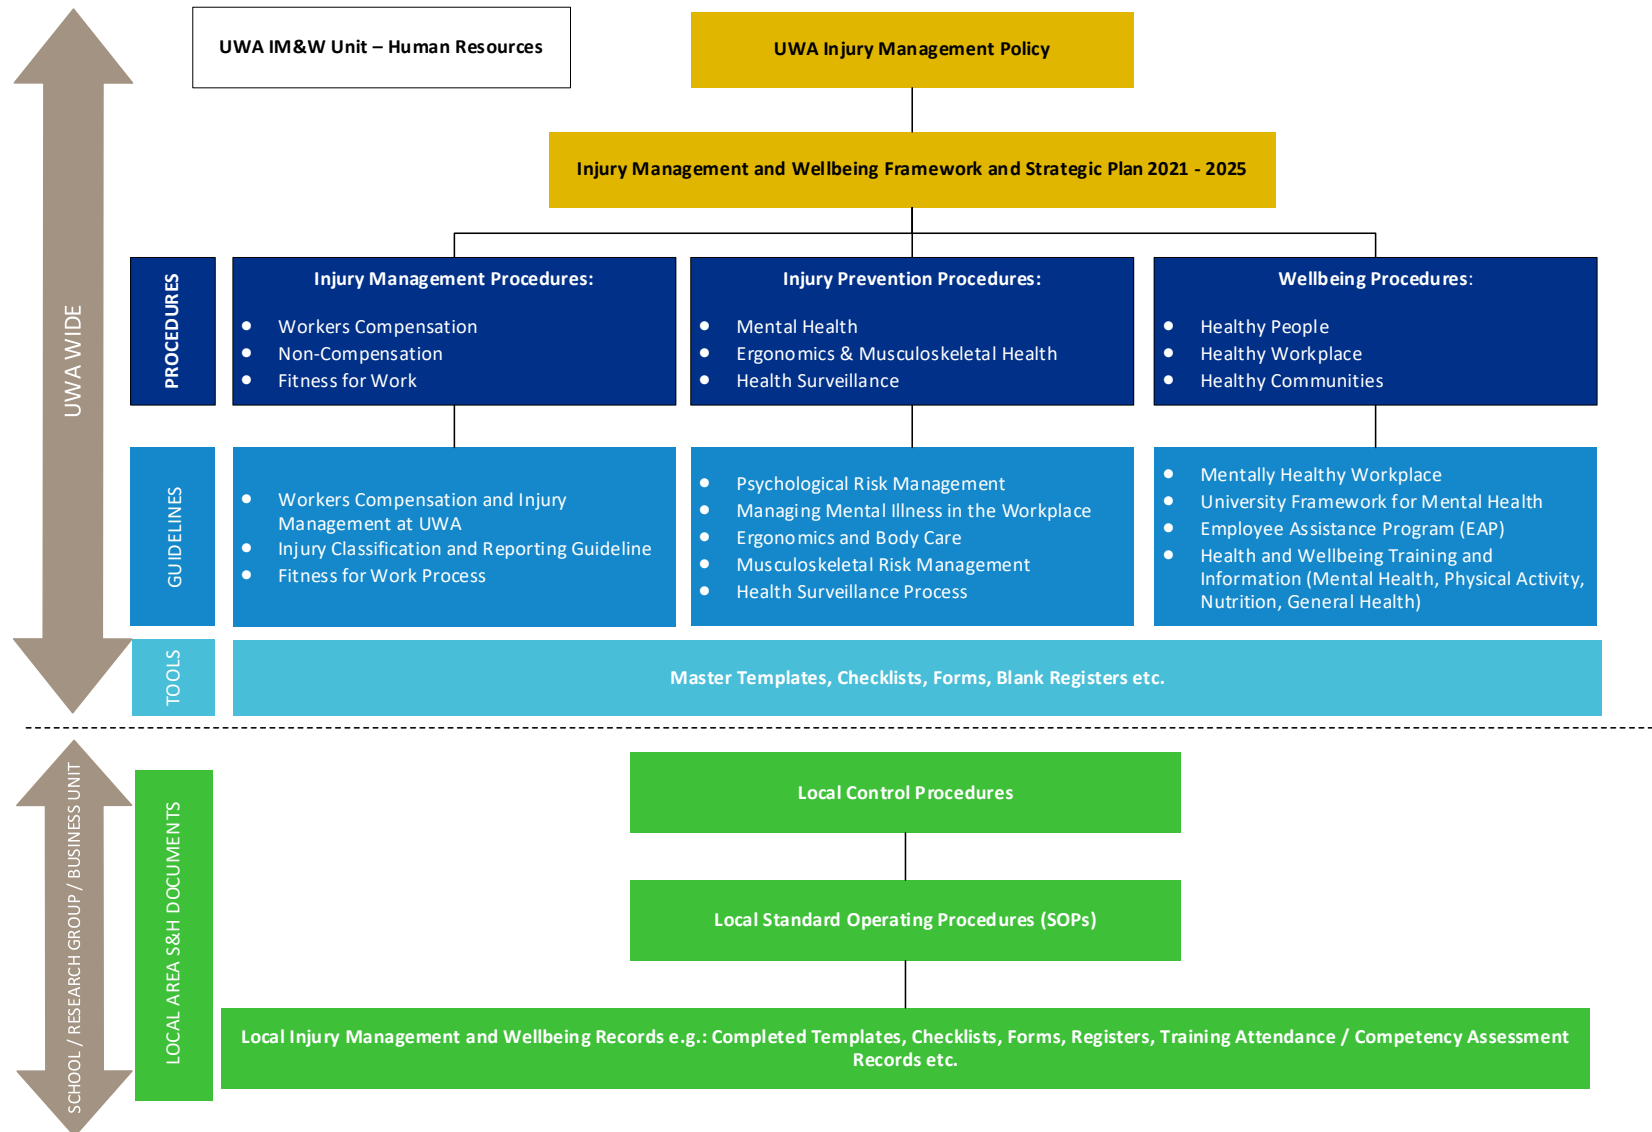 UWA IM&W Unit – Human Resources
UWA Injury Management Policy
Injury Management and Wellbeing Framework and Strategic Plan 2021 - 2025
UWA WIDE
PROCEDURES
Injury Management Procedures:
● Workers Compensation
● Non-Compensation
● Fitness for Work
Injury Prevention Procedures:
● Mental Health
● Ergonomics & Musculoskeletal Health
● Health Surveillance
Wellbeing Procedures:
● Healthy People
● Healthy Workplace
● Healthy Communities
GUIDELINES
● Workers Compensation and Injury
Management at UWA
● Injury Classification and Reporting Guideline
● Fitness for Work Process
● Psychological Risk Management
● Managing Mental Illness in the Workplace
● Ergonomics and Body Care
● Musculoskeletal Risk Management
● Health Surveillance Process
● Mentally Healthy Workplace
● University Framework for Mental Health
● Employee Assistance Program (EAP)
● Health and Wellbeing Training and
Information (Mental Health, Physical Activity,
Nutrition, General Health)
TOOLS
Master Templates, Checklists, Forms, Blank Registers etc.
SCHOOL / RESEARCH GROUP / BUSINESS UNIT
LOCAL AREA S&H DOCUMENTS
Local Control Procedures
Local Standard Operating Procedures (SOPs)
Local Injury Management and Wellbeing Records e.g.: Completed Templates, Checklists, Forms, Registers, Training Attendance / Competency Assessment
Records etc.